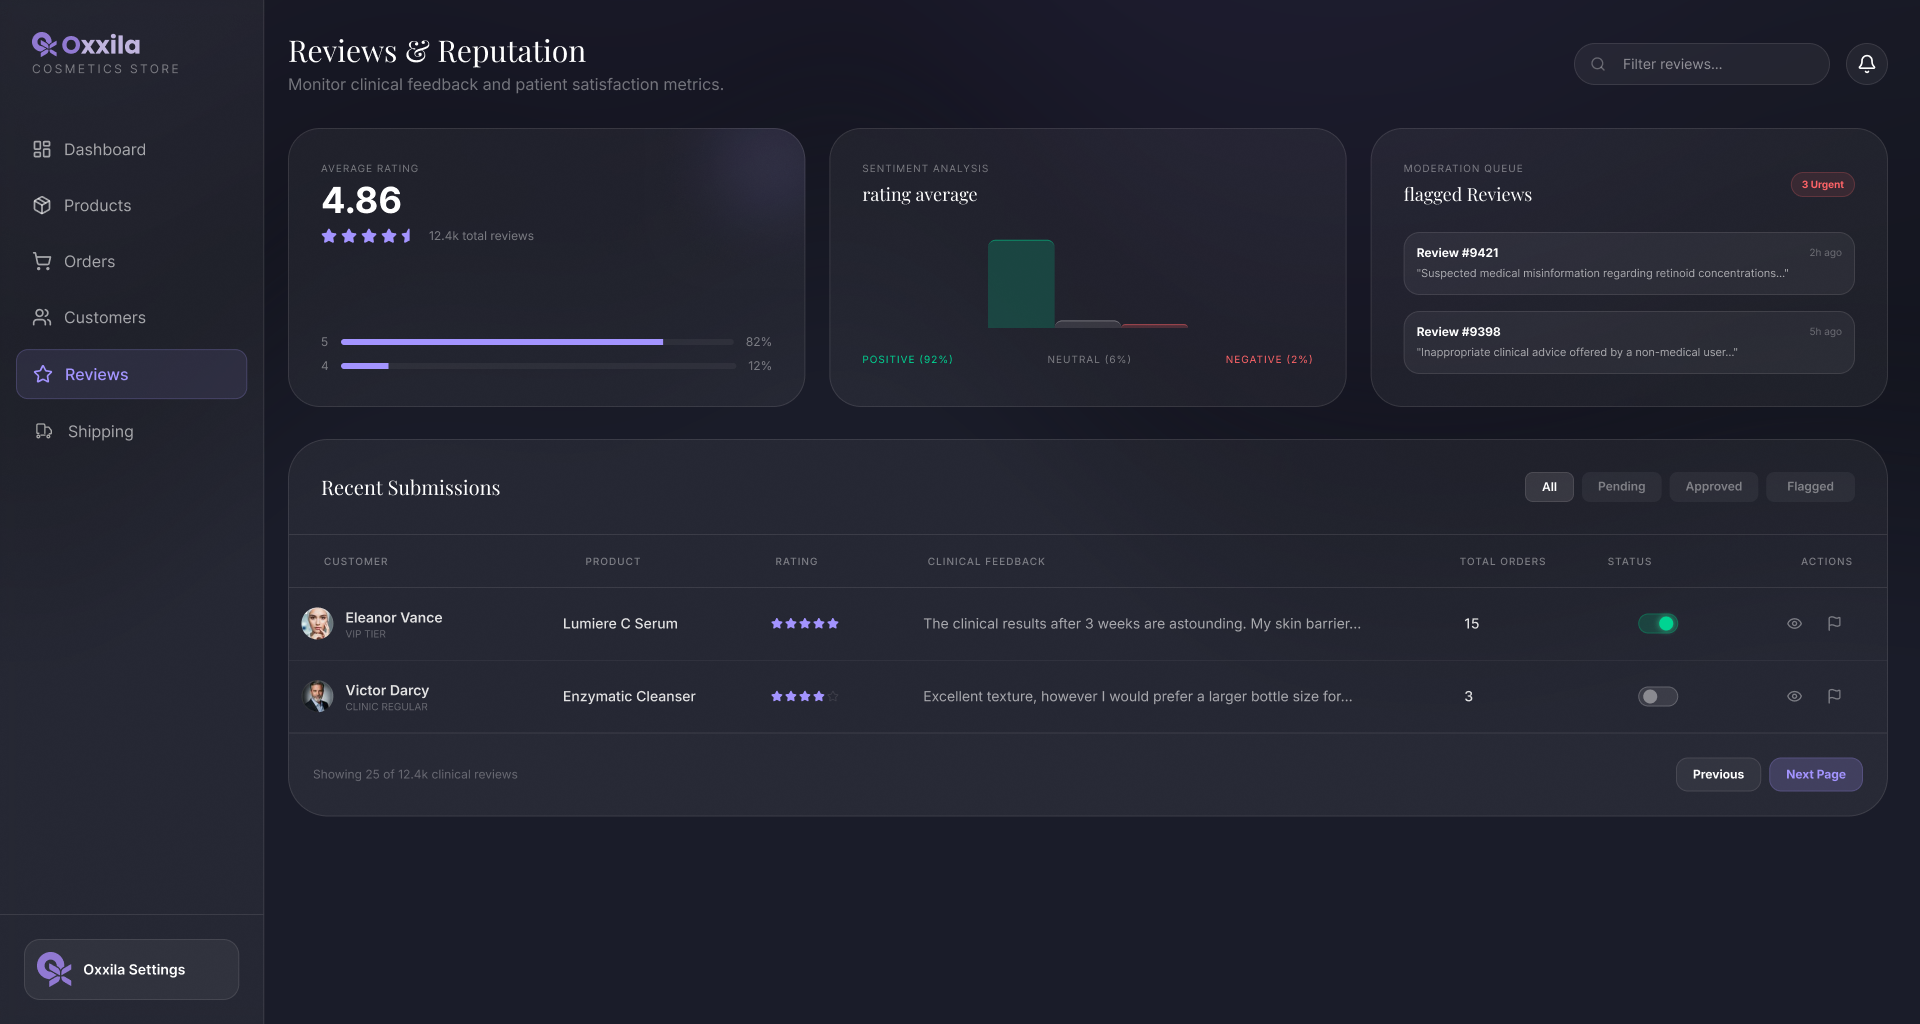 Oxxila
COSMETICS STORE
Dashboard
Products
Orders
Customers
Reviews
Shipping
Oxxila Settings
Reviews & Reputation
Monitor clinical feedback and patient satisfaction metrics.
Filter reviews...
AVERAGE RATING
4.86
12.4k total reviews
5 82%
4 12%
SENTIMENT ANALYSIS
rating average
POSITIVE (92%) NEUTRAL (6%) NEGATIVE (2%)
MODERATION QUEUE
flagged Reviews
3 Urgent
Review #9421 2h ago
"Suspected medical misinformation regarding retinoid concentrations..."
Review #9398 5h ago
"Inappropriate clinical advice offered by a non-medical user..."
Recent Submissions
All Pending Approved Flagged
CUSTOMER PRODUCT RATING CLINICAL FEEDBACK TOTAL ORDERS STATUS ACTIONS
Eleanor Vance
VIP TIER
Lumiere C Serum
The clinical results after 3 weeks are astounding. My skin barrier...
15
Victor Darcy
CLINIC REGULAR
Enzymatic Cleanser
Excellent texture, however I would prefer a larger bottle size for...
3
Showing 25 of 12.4k clinical reviews
Previous Next Page